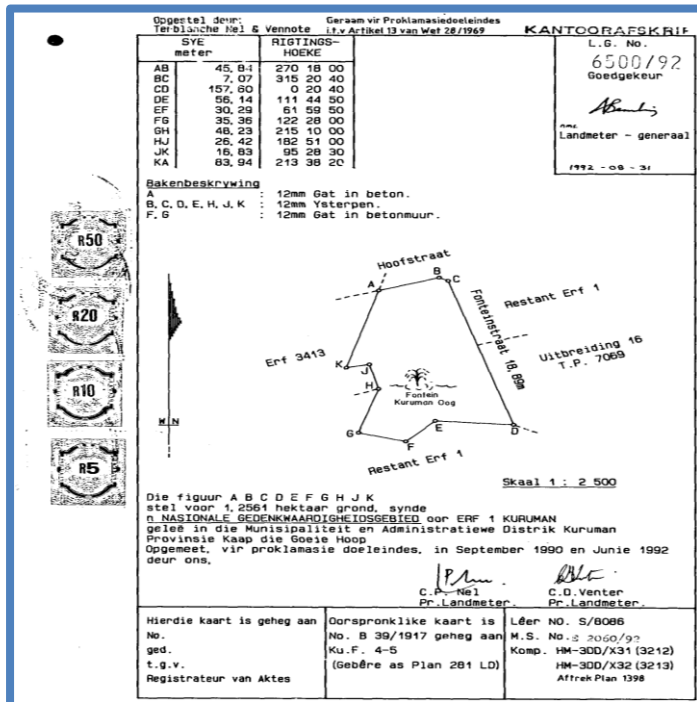 Opgestel deur: Geraam vir Proklamasiedoeleindes
Terblanche Nel & Vennote i.t.v Artikel 13 van Wet 28/1969 KANTOORAFSKRIF
SYE meter RIGTINGS-HOEKE
AB 45,84 270 18 00
BC 7,07 315 20 40
CD 157,60 0 20 40
DE 56,14 111 44 50
EF 30,29 61 59 50
FG 35,36 122 28 00
GH 48,23 215 10 00
HJ 26,42 182 51 00
JK 16,83 95 28 30
KA 83,94 213 38 20
L.G. No.
6500/92
Goedgekeur
nms.
Landmeter - generaal
1992 - 08 - 31
Bakenbeskrywing
A : 12mm Gat in beton.
B, C, D, E, H, J, K : 12mm Ysterpen.
F, G : 12mm Gat in betonmuur.
R50
R20
R10
R5
W N
Hoofstraat
A
B
C
Restant Erf 1
Fonteinstraat 18,89m
Uitbreiding 16
T.P. 7069
Erf 3413
K
J
H
Fontein
Kuruman Oog
G
F
E
D
Restant Erf 1
Skaal 1 : 2 500
Die figuur A B C D E F G H J K
stel voor 1,2561 hektaar grond, synde
n NASIONALE GEDENKWAARDIGHEIDSGEBIED oor ERF 1 KURUMAN
geleë in die Munisipaliteit en Administratiewe Distrik Kuruman
Provinsie Kaap die Goeie Hoop
Opgemeet, vir proklamasie doeleindes, in September 1990 en Junie 1992
deur ons,
C.P. Nel
Pr.Landmeter.
C.D. Venter
Pr.Landmeter.
Hierdie kaart is geheg aan
No.
ged.
t.g.v.
Registrateur van Aktes
Oorspronklike kaart is
No. B 39/1917 geheg aan
Ku.F. 4-5
(Gebêre as Plan 281 LD)
Lêer NO. S/8086
M.S. No. 2060/92
Komp. HM-3DD/X31 (3212)
HM-3DD/X32 (3213)
Aftrek Plan 1398